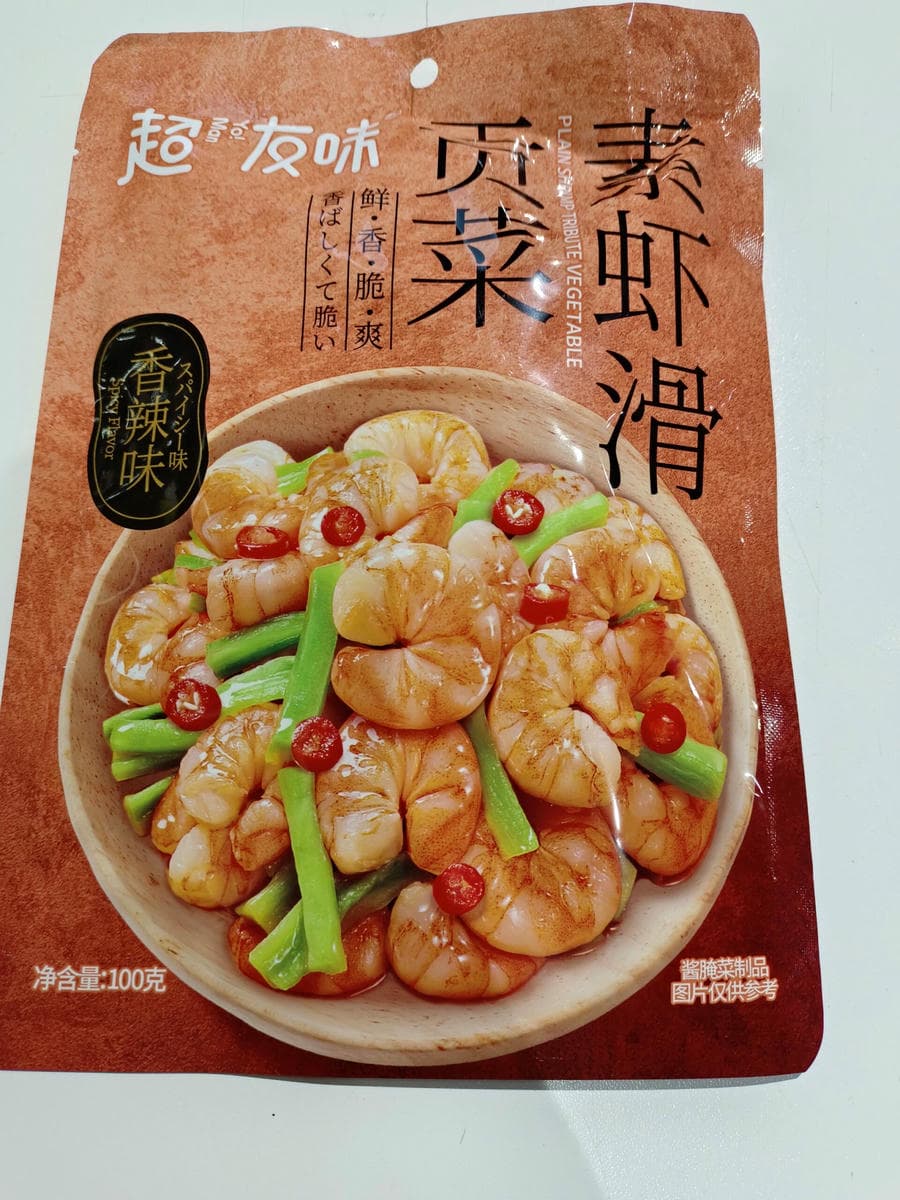 超友味
Yoi
Man
素虾滑
贡菜
PLAIN SHRIMP TRIBUTE VEGETABLE
鲜·香·脆·爽
香ばしくて脆い
スパイシー味
香辣味
Spicy Flavor
净含量:100克
酱腌菜制品
图片仅供参考